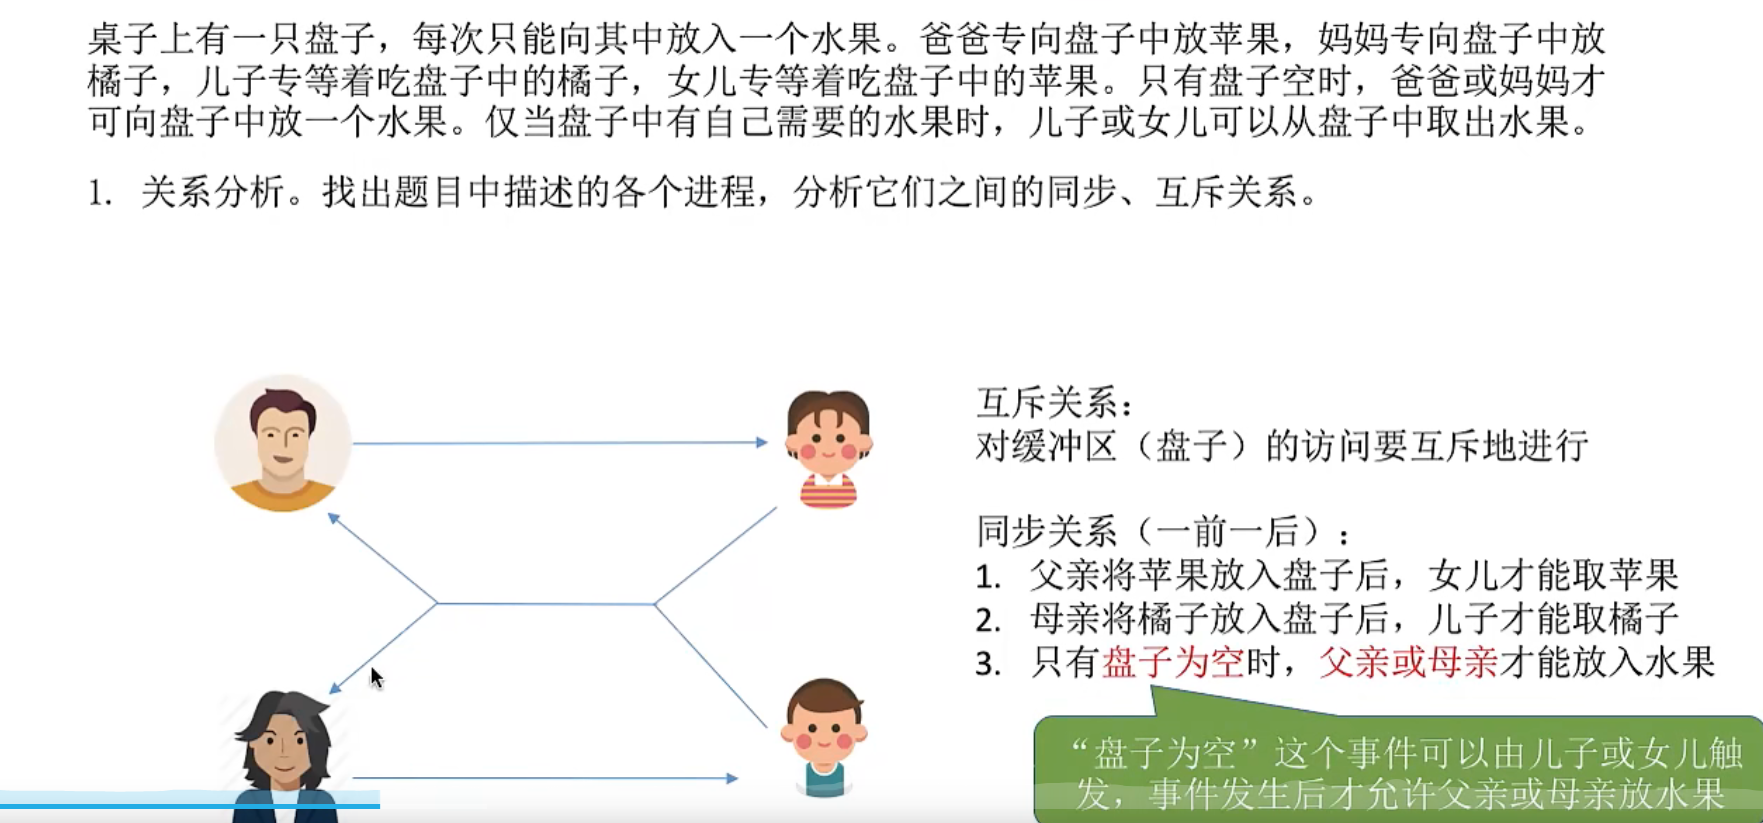 桌子上有一只盘子，每次只能向其中放入一个水果。爸爸专向盘子中放苹果，妈妈专向盘子中放
橘子，儿子专等着吃盘子中的橘子，女儿专等着吃盘子中的苹果。只有盘子空时，爸爸或妈妈才
可向盘子中放一个水果。仅当盘子中有自己需要的水果时，儿子或女儿可以从盘子中取出水果。
1. 关系分析。找出题目中描述的各个进程，分析它们之间的同步、互斥关系。
互斥关系：
对缓冲区（盘子）的访问要互斥地进行
同步关系（一前一后）：
1. 父亲将苹果放入盘子后，女儿才能取苹果
2. 母亲将橘子放入盘子后，儿子才能取橘子
3. 只有盘子为空时，父亲或母亲才能放入水果
“盘子为空”这个事件可以由儿子或女儿触
发，事件发生后才允许父亲或母亲放水果